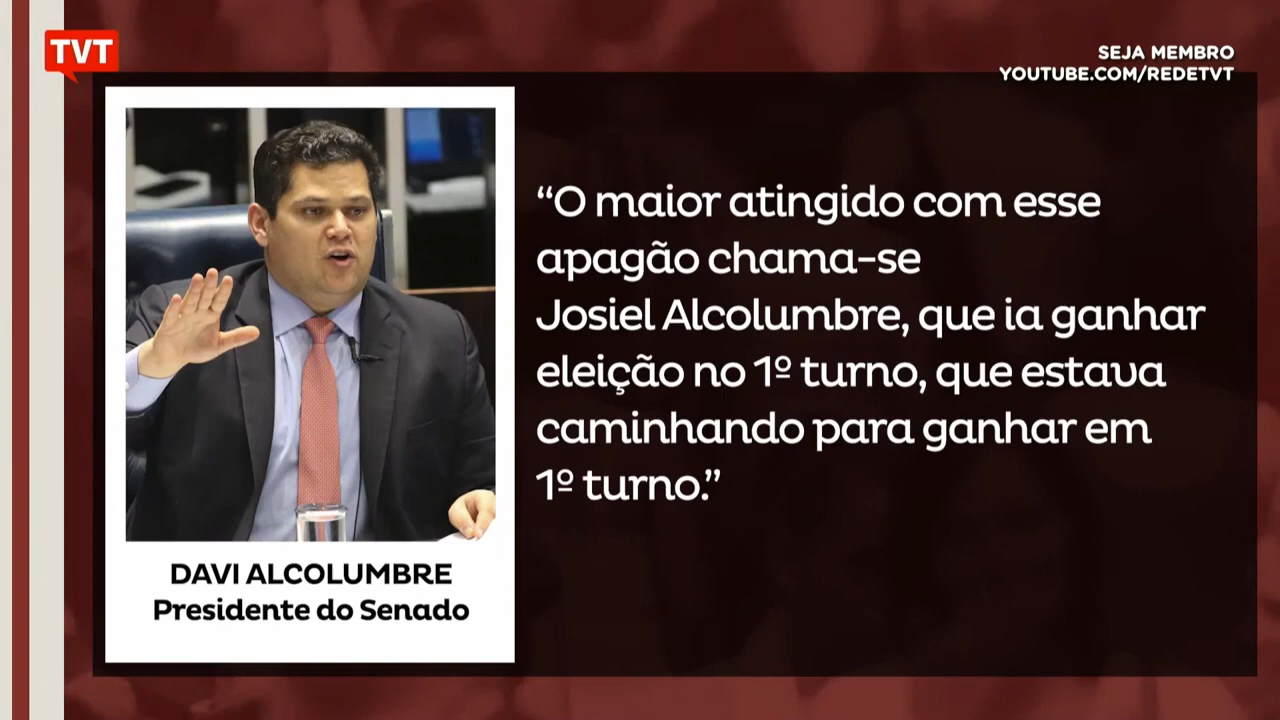 TVT
SEJA MEMBRO
YOUTUBE.COM/REDETVT
“O maior atingido com esse
apagão chama-se
Josiel Alcolumbre, que ia ganhar
eleição no 1º turno, que estava
caminhando para ganhar em
1º turno.”
DAVI ALCOLUMBRE
Presidente do Senado